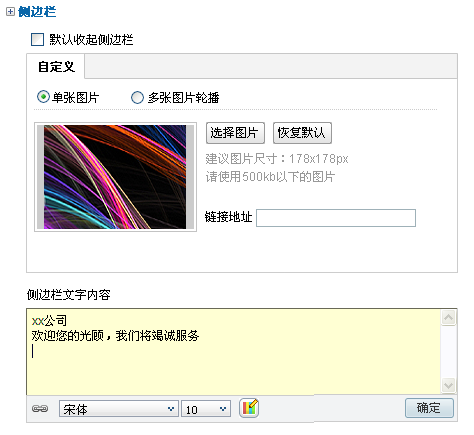 侧边栏
默认收起侧边栏
自定义
单张图片 多张图片轮播
选择图片 恢复默认
建议图片尺寸：178x178px
请使用500kb以下的图片
链接地址
侧边栏文字内容
xx公司
欢迎您的光顾，我们将竭诚服务
宋体 10 确定